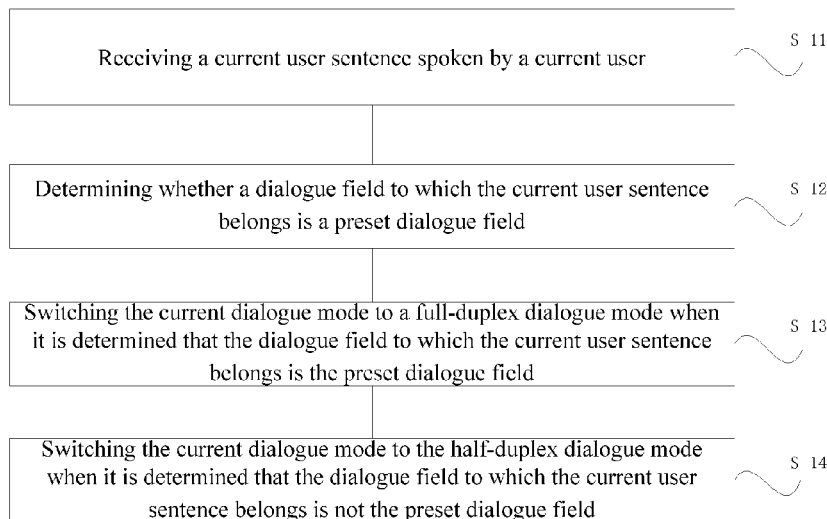 Receiving a current user sentence spoken by a current user
S 11
Determining whether a dialogue field to which the current user sentence
belongs is a preset dialogue field
S 12
Switching the current dialogue mode to a full-duplex dialogue mode when
it is determined that the dialogue field to which the current user sentence
belongs is the preset dialogue field
S 13
Switching the current dialogue mode to the half-duplex dialogue mode
when it is determined that the dialogue field to which the current user
sentence belongs is not the preset dialogue field
S 14